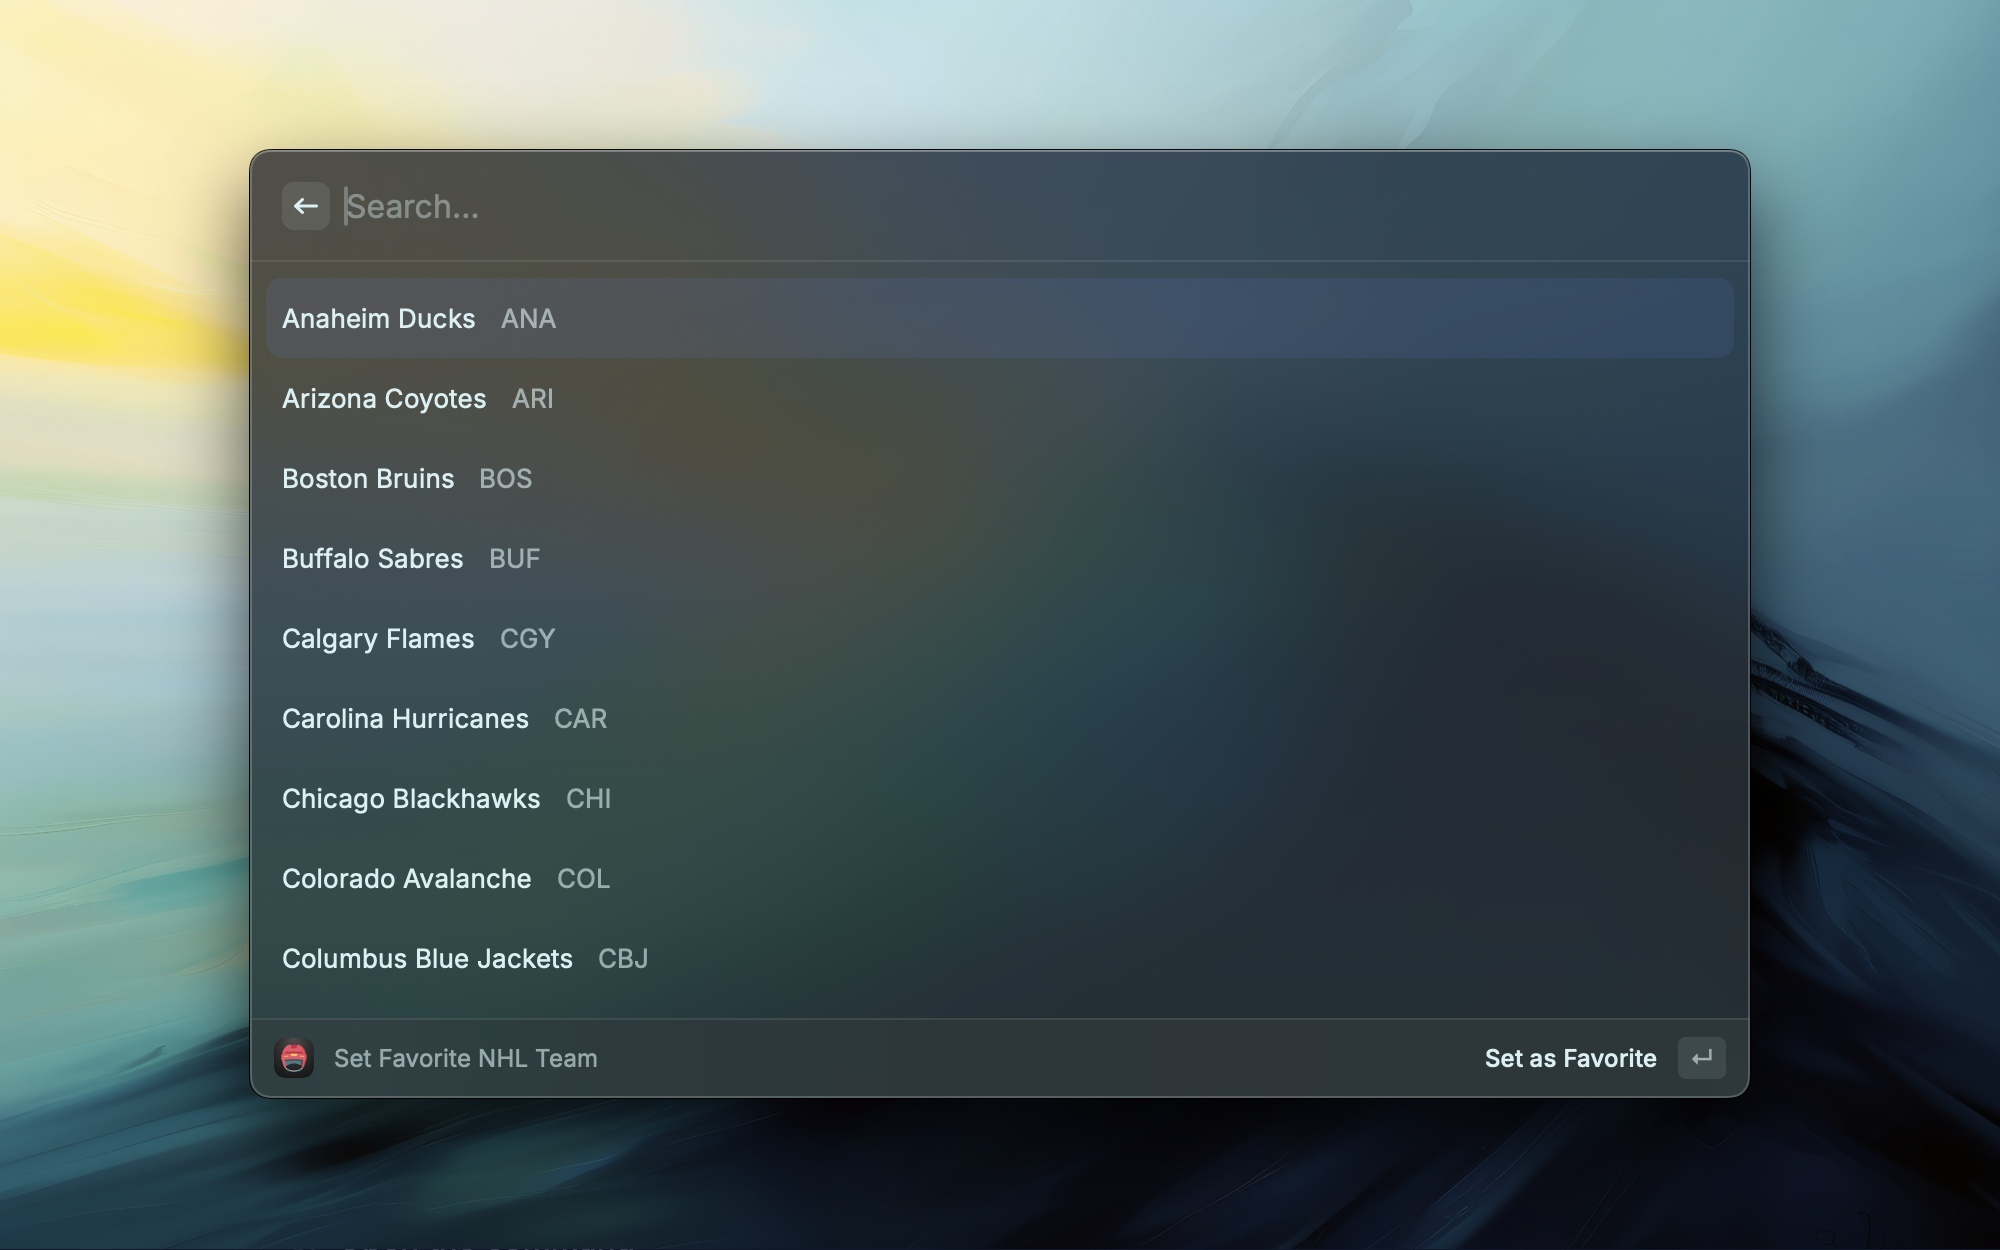 Search...
Anaheim Ducks ANA
Arizona Coyotes ARI
Boston Bruins BOS
Buffalo Sabres BUF
Calgary Flames CGY
Carolina Hurricanes CAR
Chicago Blackhawks CHI
Colorado Avalanche COL
Columbus Blue Jackets CBJ
Set Favorite NHL Team Set as Favorite